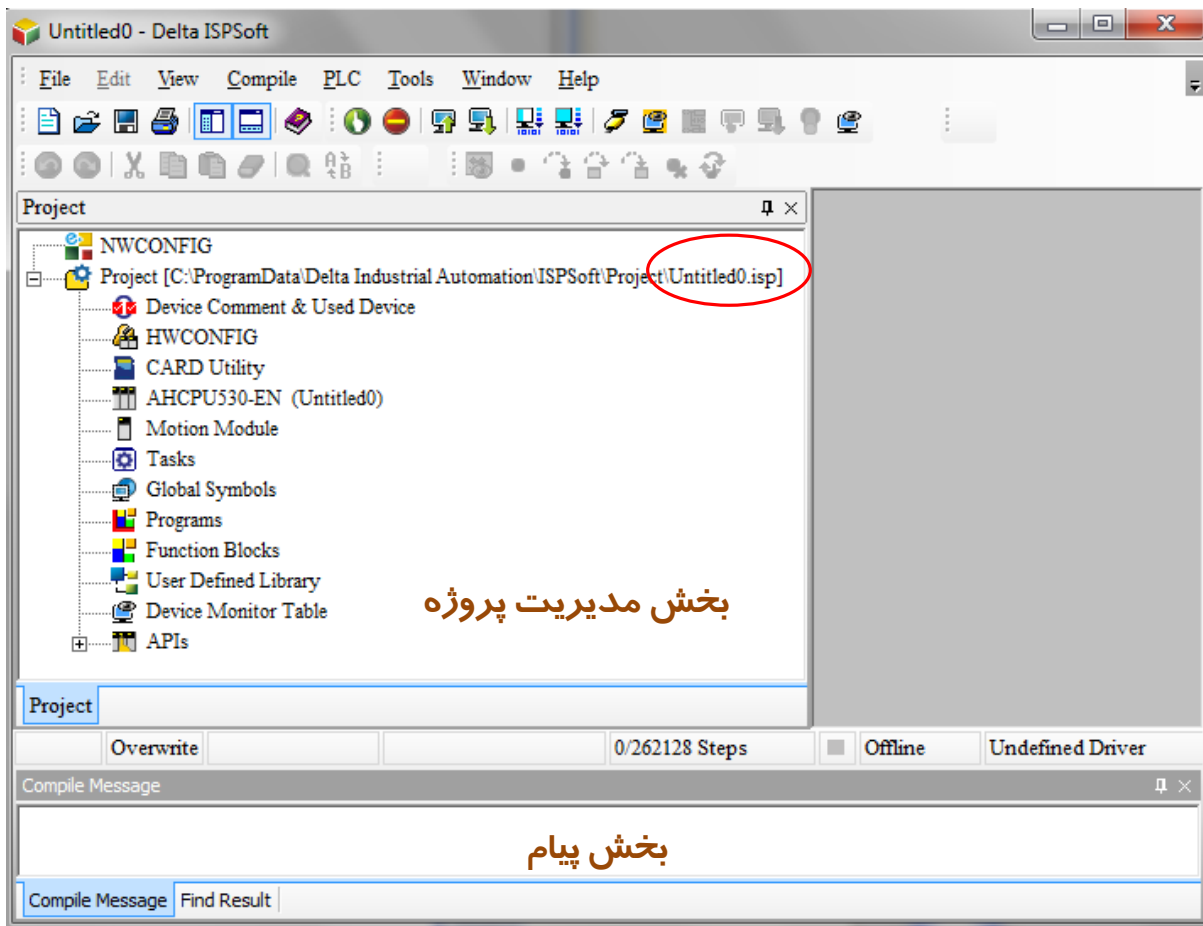 Untitled0 - Delta ISPSoft
File Edit View Compile PLC Tools Window Help
Project
NWCONFIG
Project [C:\ProgramData\Delta Industrial Automation\ISPSoft\Project\Untitled0.isp]
Device Comment & Used Device
HWCONFIG
CARD Utility
AHCPU530-EN (Untitled0)
Motion Module
Tasks
Global Symbols
Programs
Function Blocks
User Defined Library
Device Monitor Table
APIs
بخش مدیریت پروژه
Project
Overwrite 0/262128 Steps Offline Undefined Driver
Compile Message
بخش پیام
Compile Message Find Result